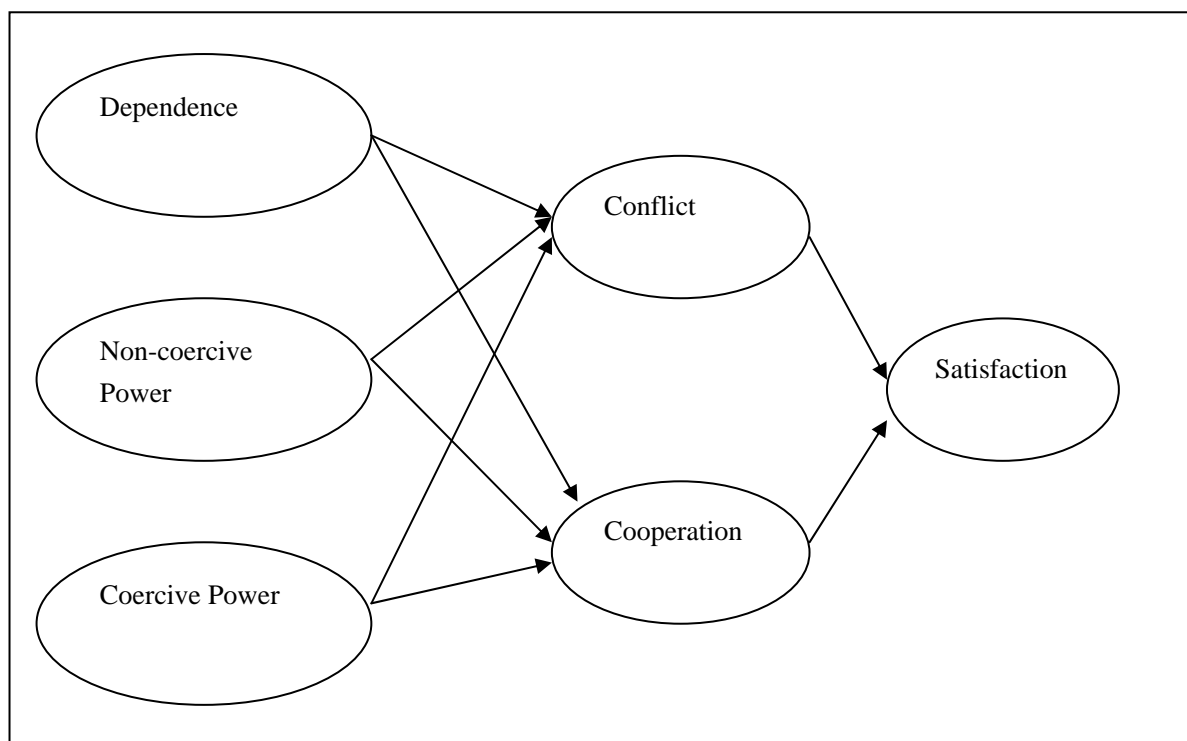 Dependence
Conflict
Non-coercive
Power
Satisfaction
Cooperation
Coercive Power